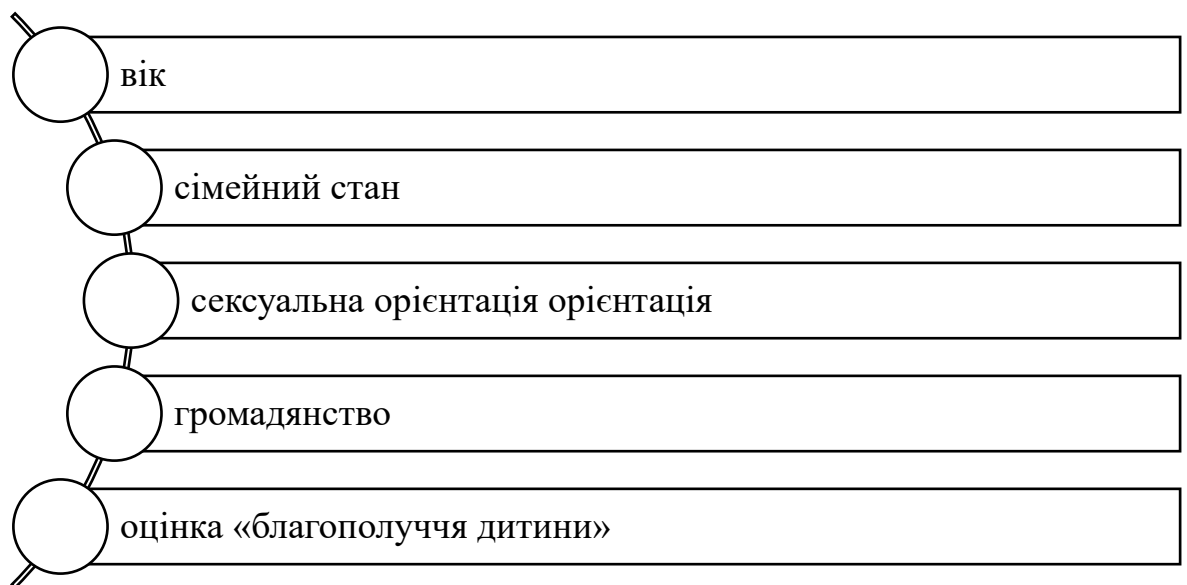 вік
сімейний стан
сексуальна орієнтація орієнтація
громадянство
оцінка «благополуччя дитини»